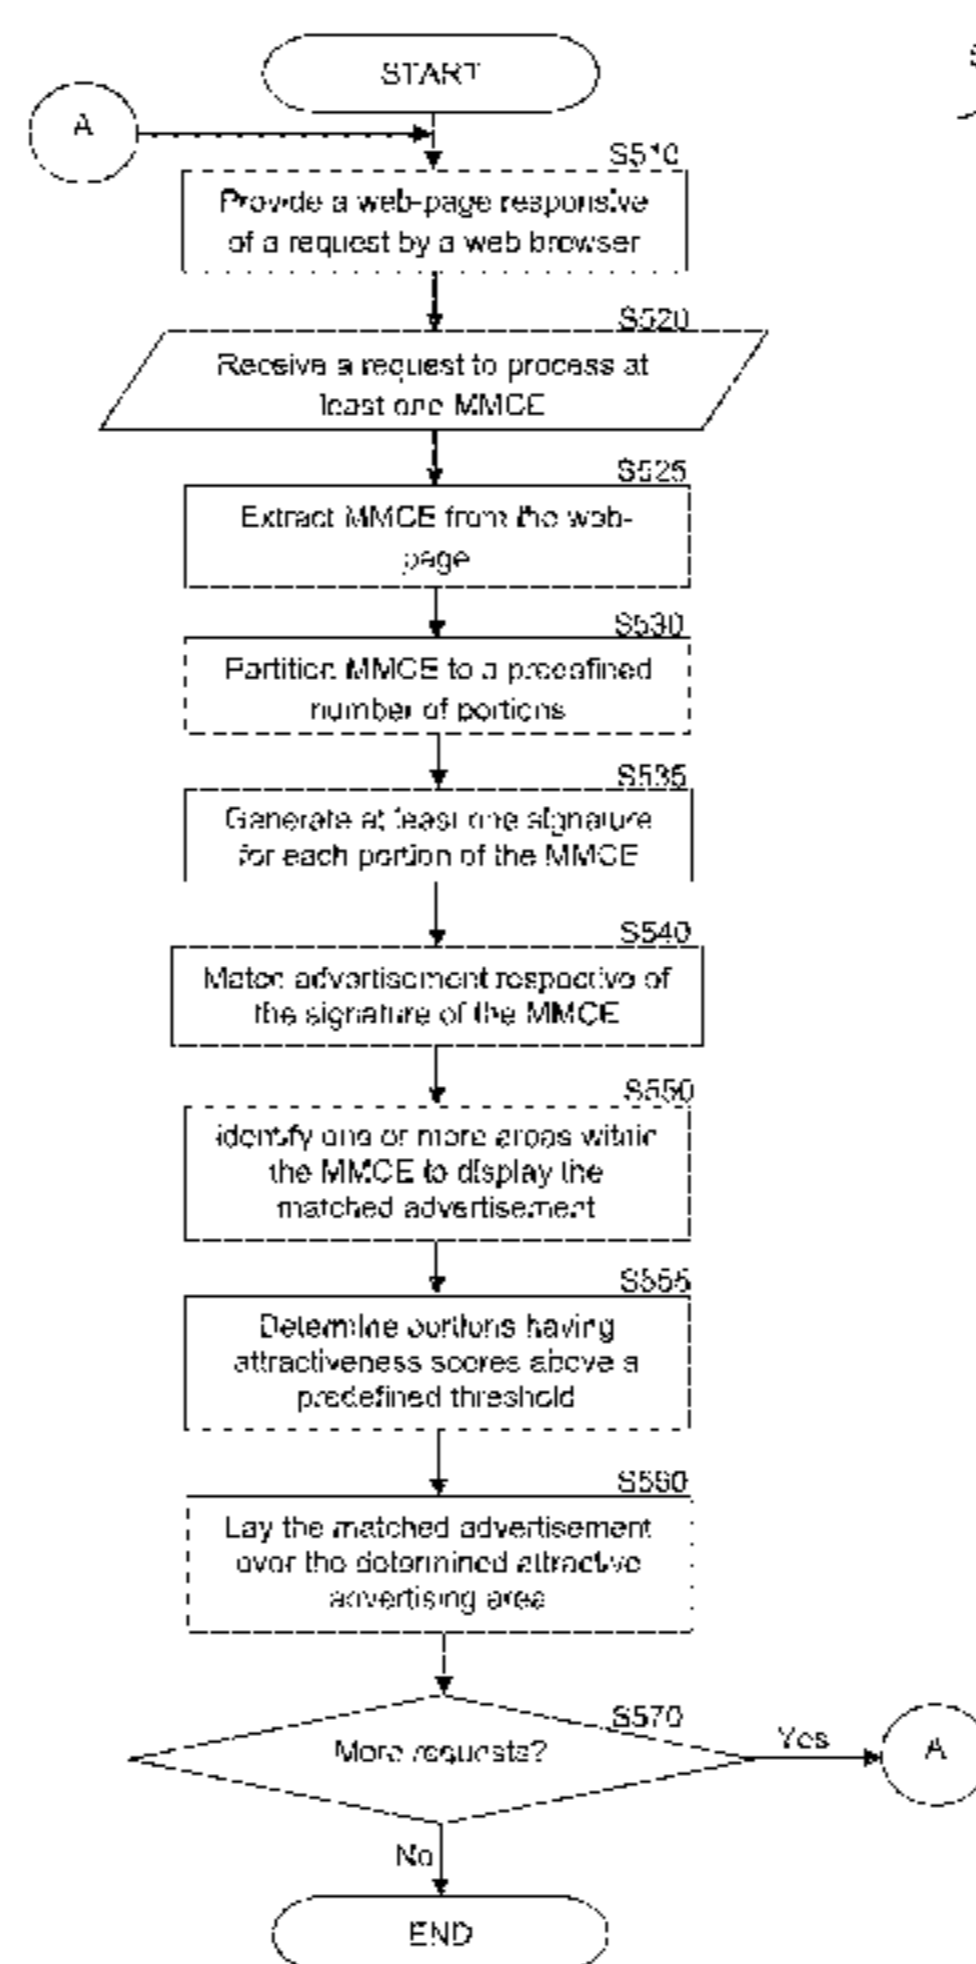 START
A
S510
Provide a web-page responsive
of a request by a web browser
S520
Receive a request to process at
least one MMCE
S525
Extract MMCE from the web-
page
S530
Partition MMCE to a predefined
number of portions
S535
Generate at least one signature
for each portion of the MMCE
S540
Match advertisement respective of
the signature of the MMCE
S550
Identify one or more areas within
the MMCE to display the
matched advertisement
S555
Determine portions having
attractiveness scores above a
predefined threshold
S560
Lay the matched advertisement
over the determined attractive
advertising area
S570
More requests?
Yes
A
No
END